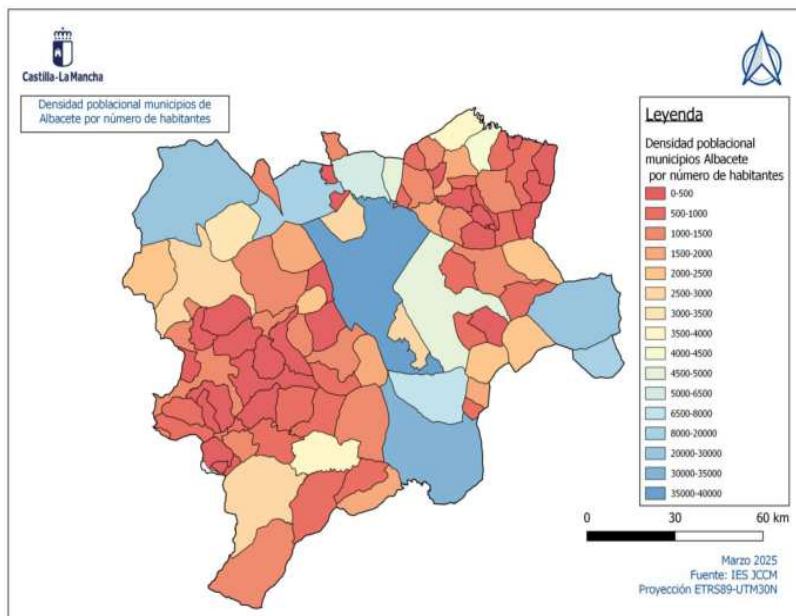 Castilla-La Mancha
Densidad poblacional municipios de
Albacete por número de habitantes
Leyenda
Densidad poblacional
municipios Albacete
por número de habitantes
0-500
500-1000
1000-1500
1500-2000
2000-2500
2500-3000
3000-3500
3500-4000
4000-4500
4500-5000
5000-6500
6500-8000
8000-20000
20000-30000
30000-35000
35000-40000
0 30 60 km
Marzo 2025
Fuente: IES JCCM
Proyección ETRS89-UTM30N